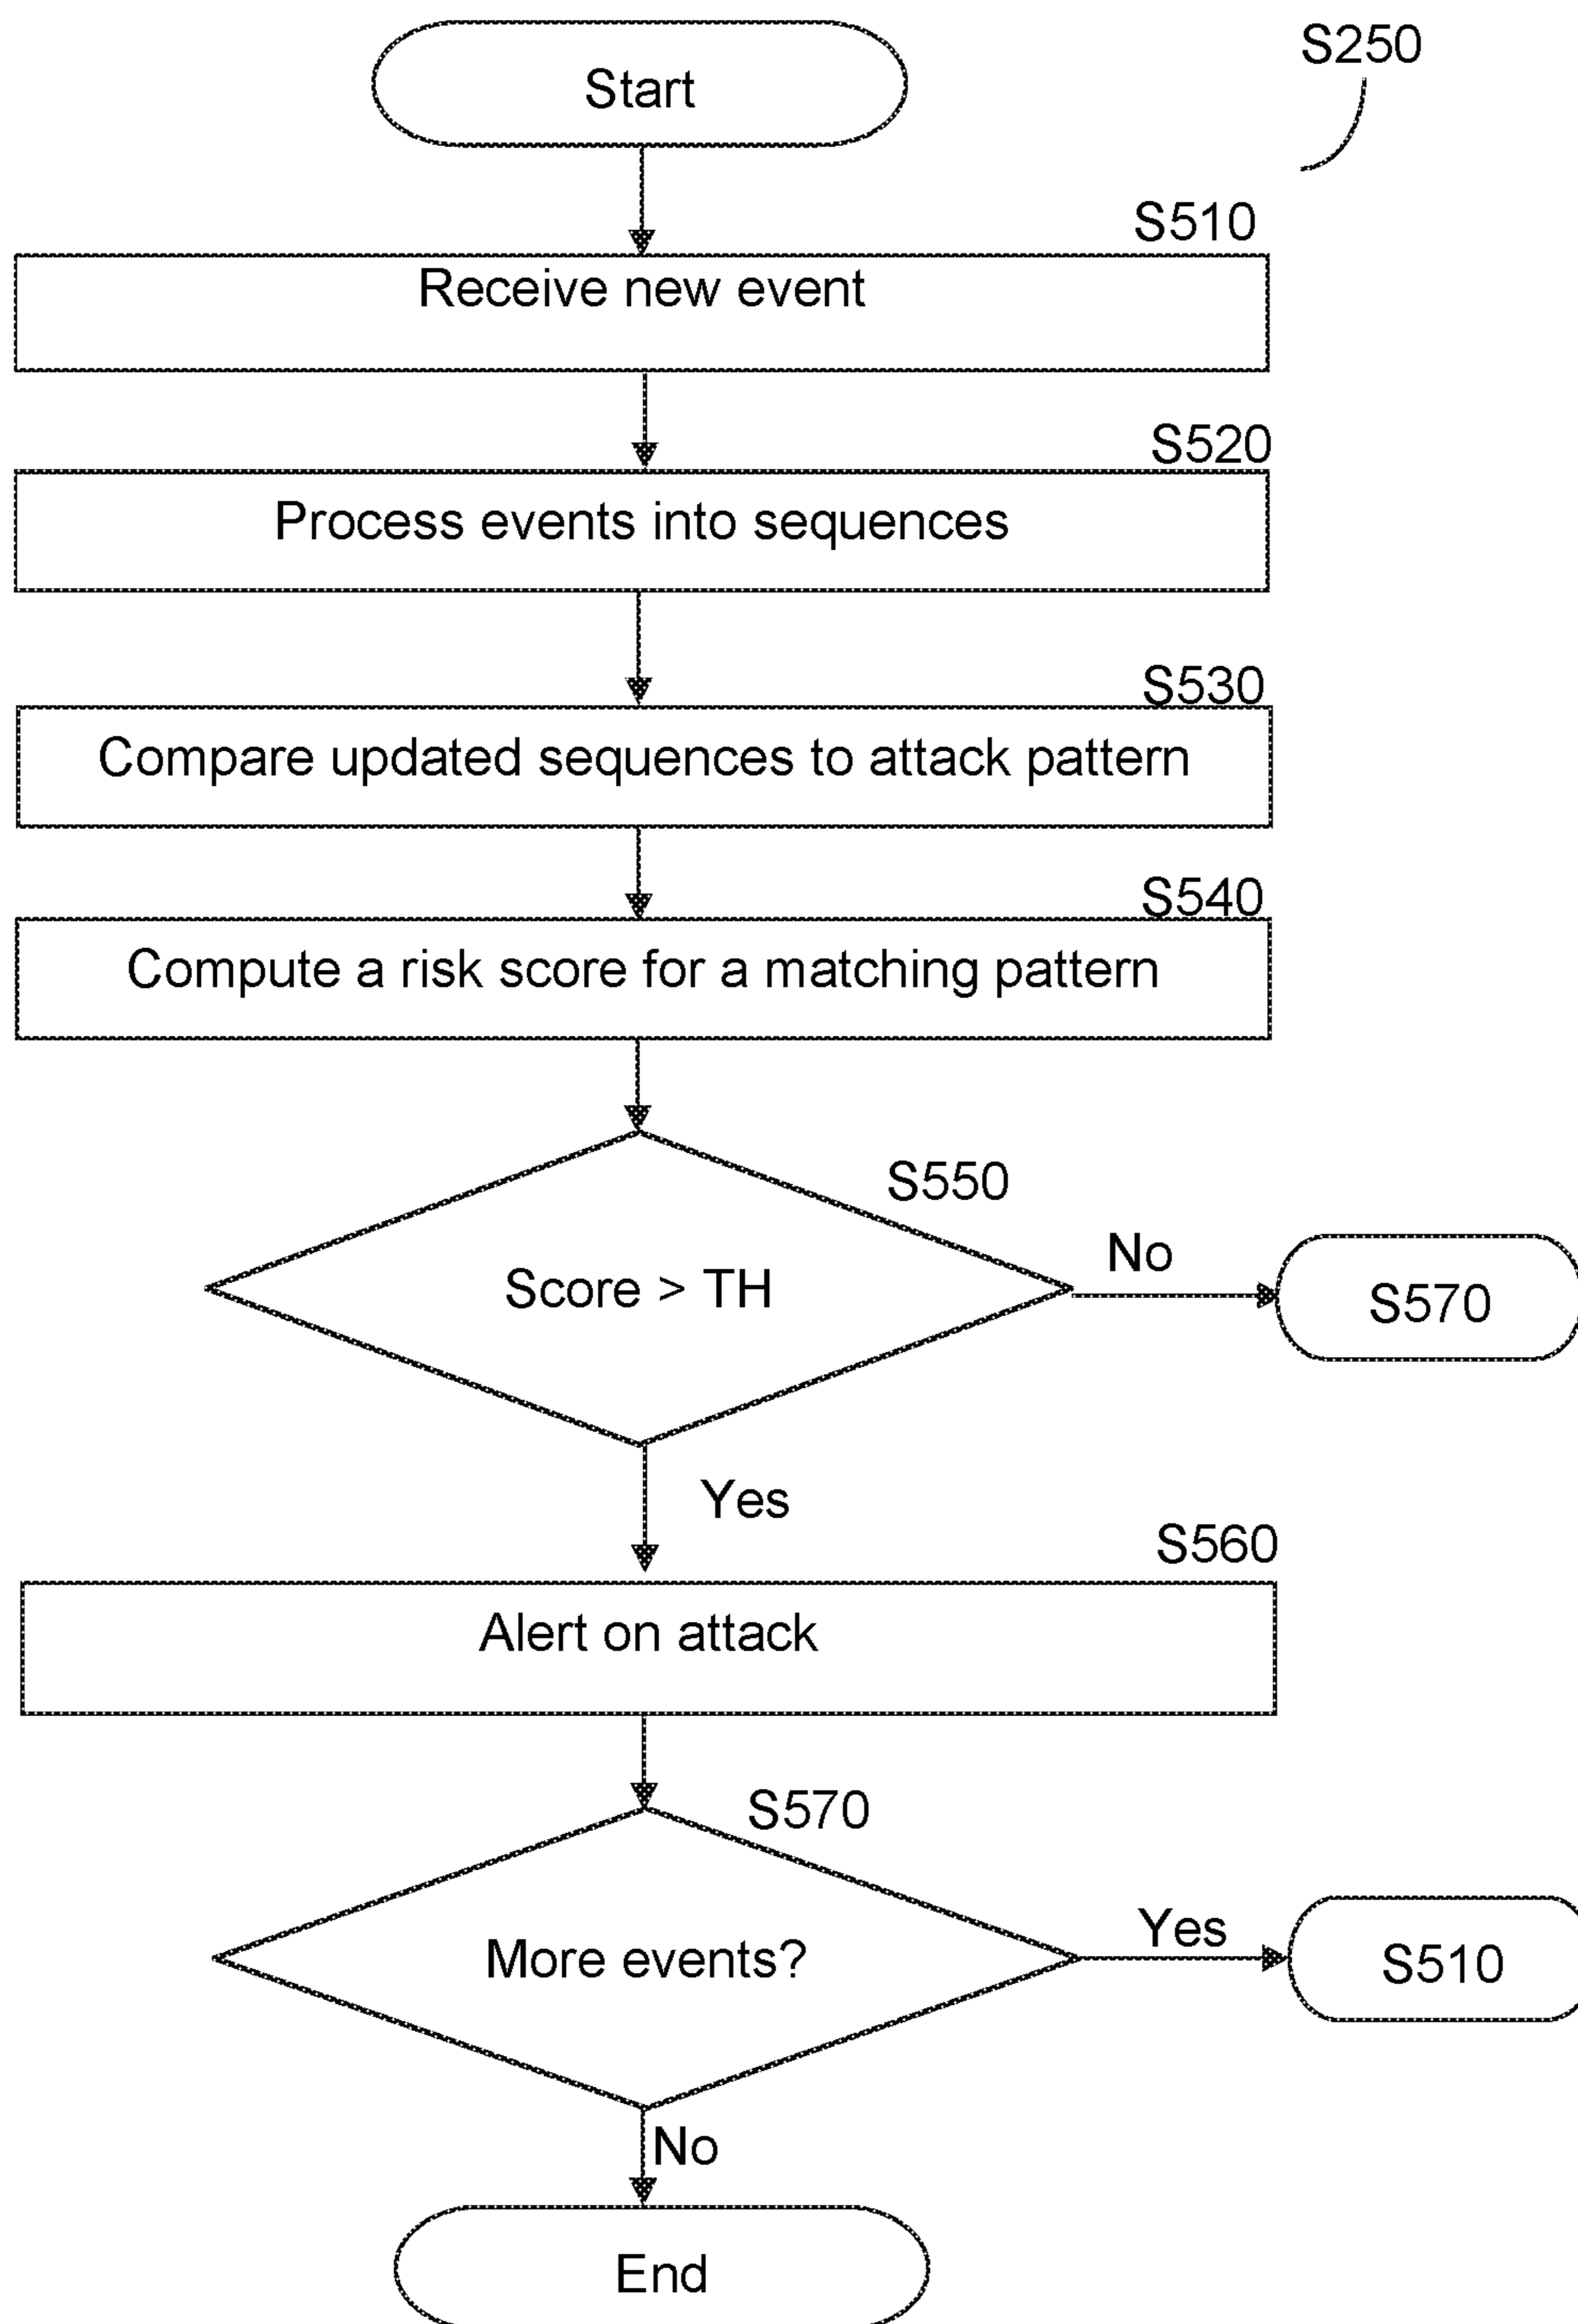 Start
S250
S510
Receive new event
S520
Process events into sequences
S530
Compare updated sequences to attack pattern
S540
Compute a risk score for a matching pattern
S550
Score > TH
No
S570
Yes
S560
Alert on attack
S570
More events?
Yes
S510
No
End